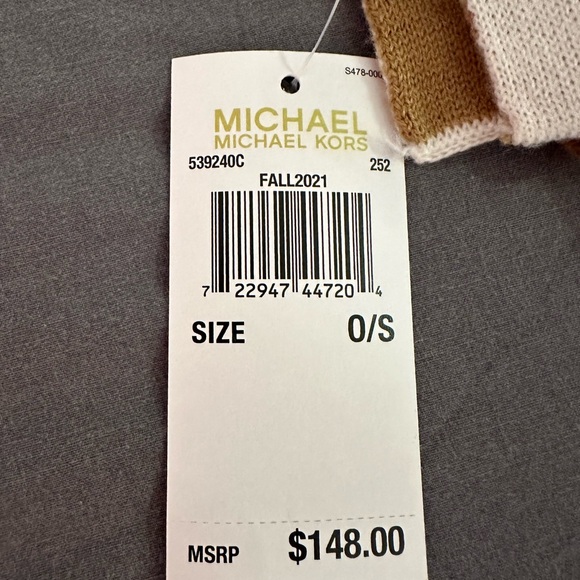 S478-000
MICHAEL
MICHAEL KORS
539240C 252
FALL2021
7 22947 44720 4
SIZE O/S
MSRP $148.00